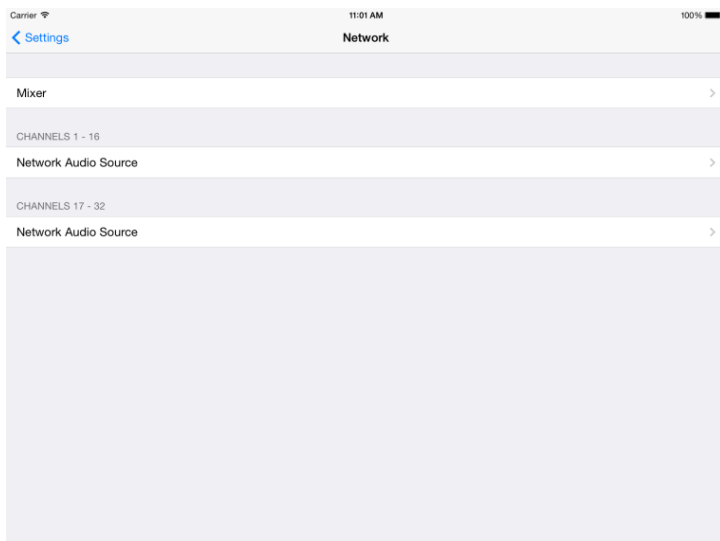 Carrier 11:01 AM 100%
Settings Network
Mixer
CHANNELS 1 - 16
Network Audio Source
CHANNELS 17 - 32
Network Audio Source